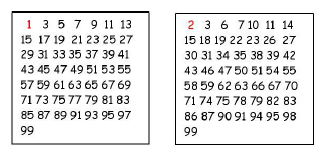 1 3 5 7 9 11 13
15 17 19 21 23 25 27
29 31 33 35 37 39 41
43 45 47 49 51 53 55
57 59 61 63 65 67 69
71 73 75 77 79 81 83
85 87 89 91 93 95 97
99
2 3 6 7 10 11 14
15 18 19 22 23 26 27
30 31 34 35 38 39 42
43 46 47 50 51 54 55
58 59 62 63 66 67 70
71 74 75 78 79 82 83
86 87 90 91 94 95 98
99